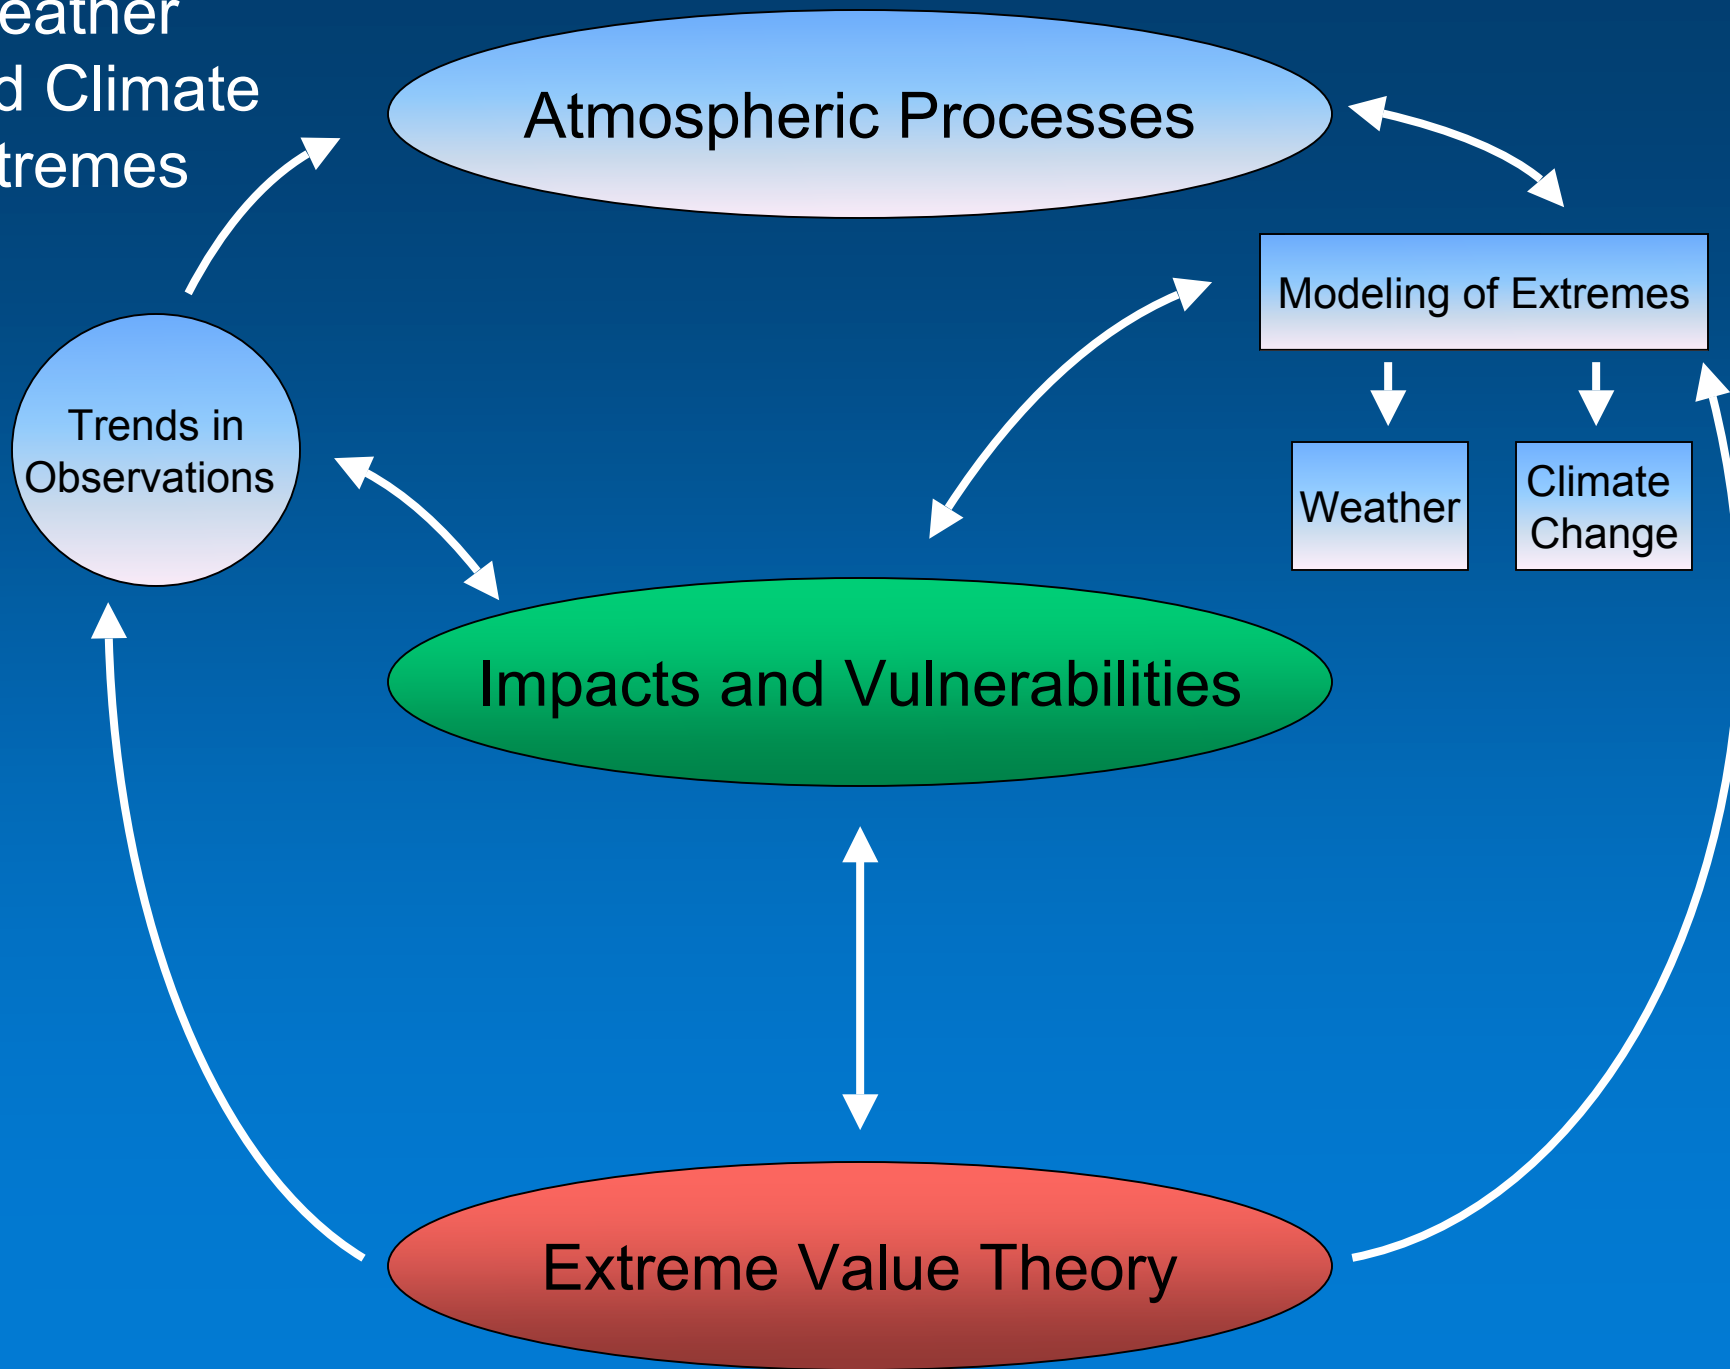 eather
d Climate
tremes
Atmospheric Processes
Modeling of Extremes
Trends in
Observations
Weather
Climate
Change
Impacts and Vulnerabilities
Extreme Value Theory